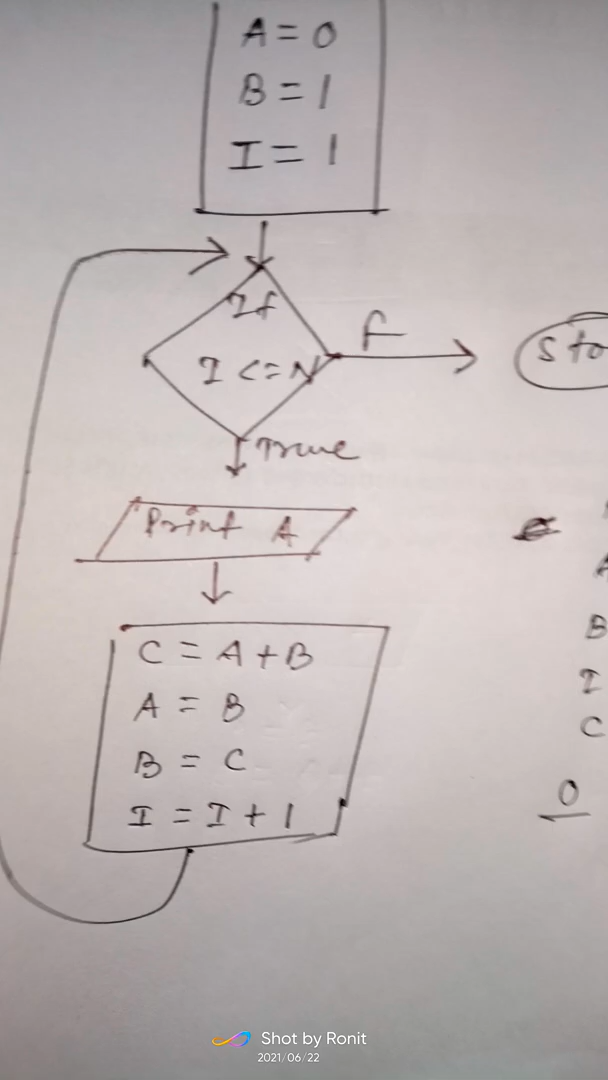 A = 0
B = 1
I = 1
If
I <= N
f
Sto
True
Print A
C = A + B
A = B
B = C
I = I + 1
A
B
I
C
0
Shot by Ronit
2021/06/22